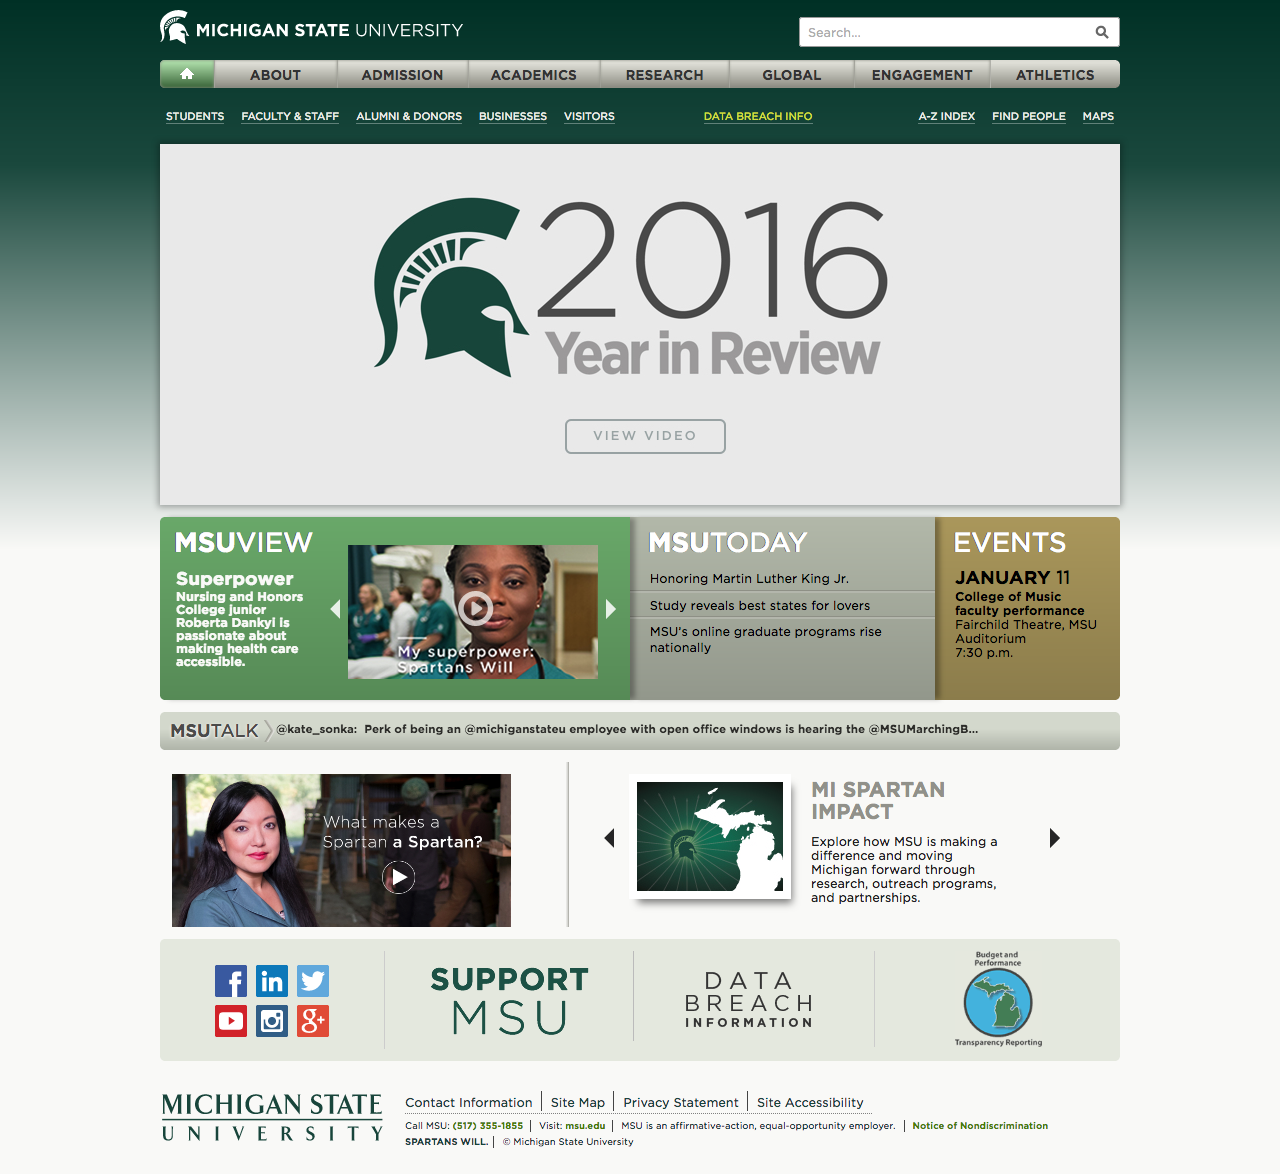 MICHIGAN STATE UNIVERSITY
Search...
ABOUT ADMISSION ACADEMICS RESEARCH GLOBAL ENGAGEMENT ATHLETICS
STUDENTS FACULTY & STAFF ALUMNI & DONORS BUSINESSES VISITORS DATA BREACH INFO A-Z INDEX FIND PEOPLE MAPS
2016
Year in Review
VIEW VIDEO
MSUVIEW
Superpower
Nursing and Honors
College junior
Roberta Dankyi is
passionate about
making health care
accessible.
My superpower:
Spartans Will
MSUTODAY
Honoring Martin Luther King Jr.
Study reveals best states for lovers
MSU's online graduate programs rise
nationally
EVENTS
JANUARY 11
College of Music
faculty performance
Fairchild Theatre, MSU
Auditorium
7:30 p.m.
MSUTALK @kate_sonka: Perk of being an @michiganstateu employee with open office windows is hearing the @MSUMarchingB...
What makes a
Spartan a Spartan?
MI SPARTAN
IMPACT
Explore how MSU is making a
difference and moving
Michigan forward through
research, outreach programs,
and partnerships.
f in
g+
SUPPORT
MSU
DATA
BREACH
INFORMATION
Budget and
Performance
Transparency Reporting
MICHIGAN STATE
UNIVERSITY
Contact Information Site Map Privacy Statement Site Accessibility
Call MSU: (517) 355-1855 Visit: msu.edu MSU is an affirmative-action, equal-opportunity employer. Notice of Nondiscrimination
SPARTANS WILL. © Michigan State University